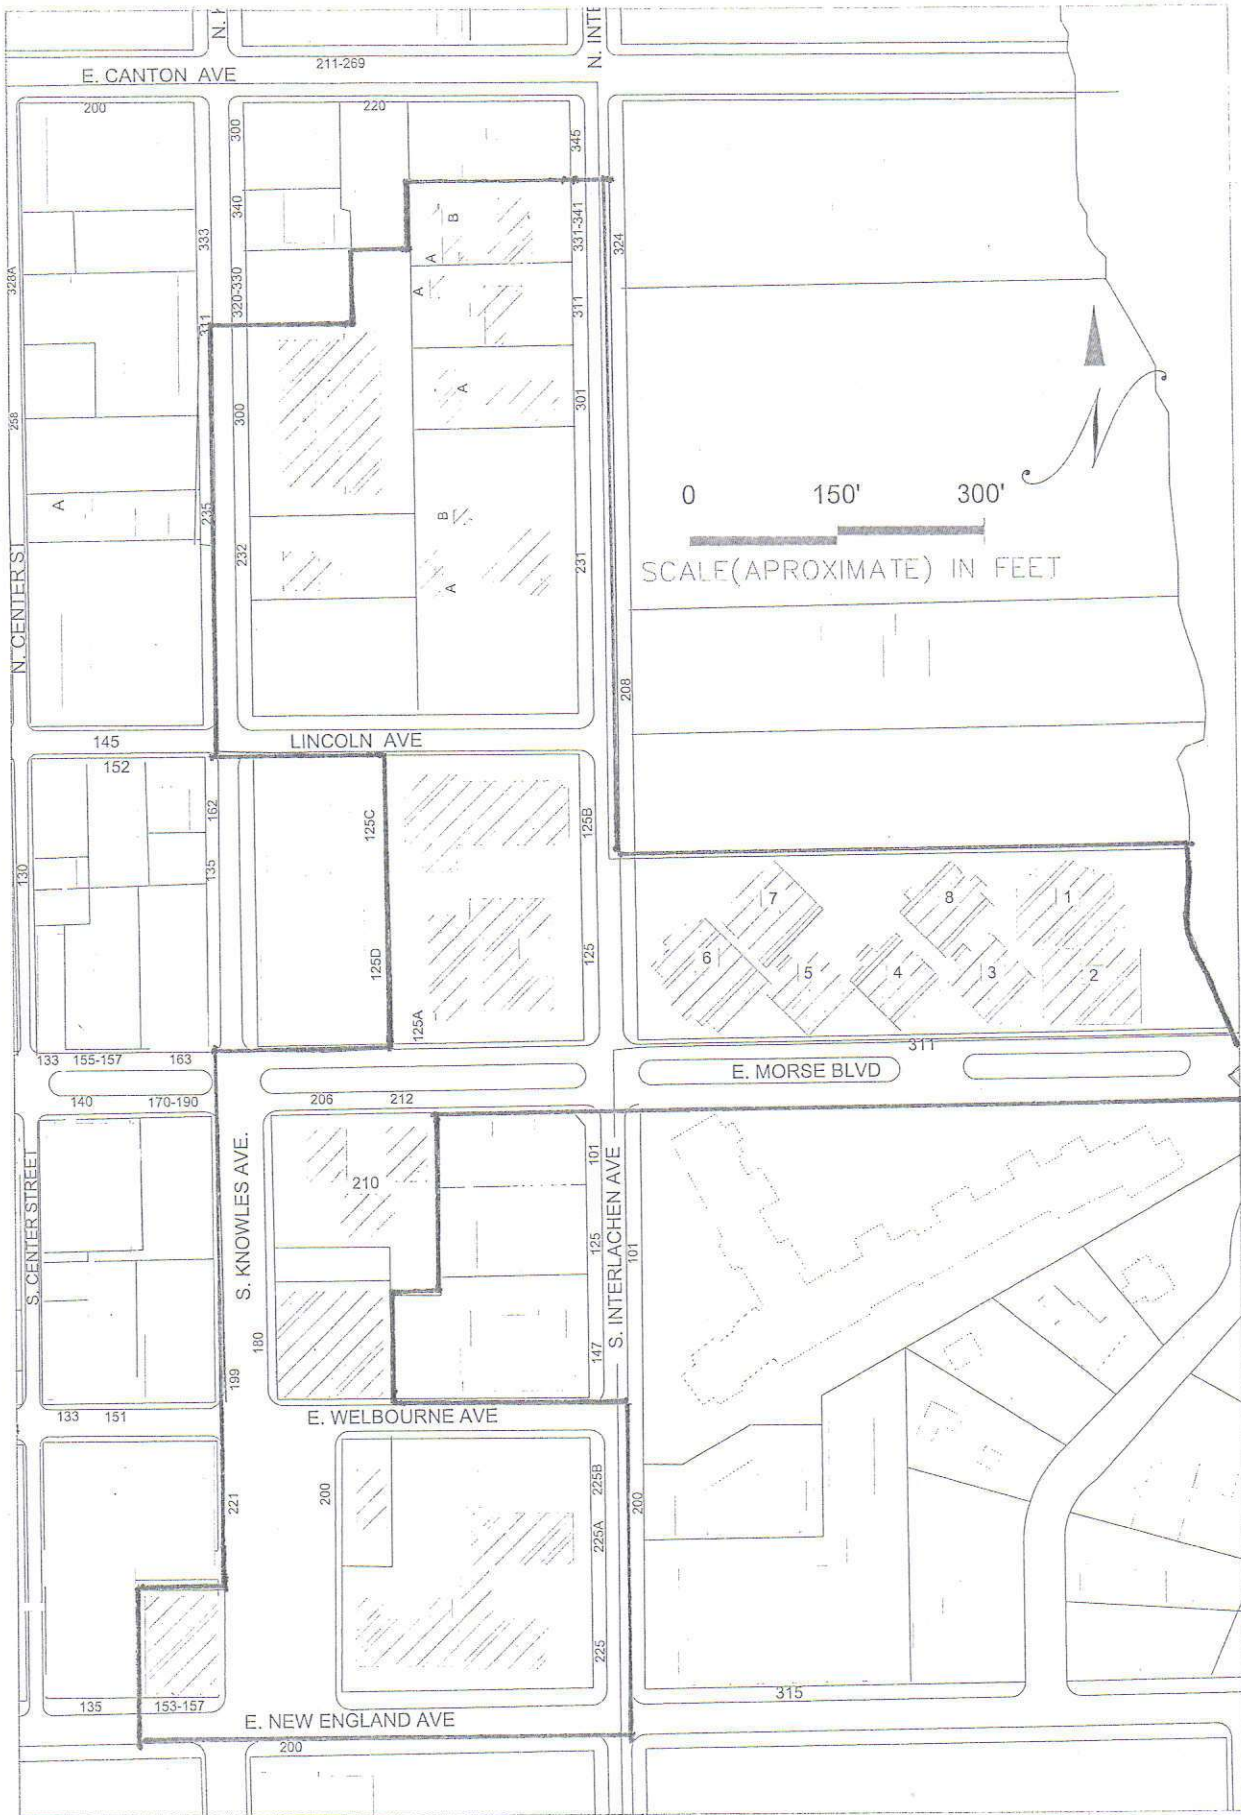 N. INTE
211-269
E. CANTON AVE
200
220
300
345
340
333
B
331-341
324
328A
A
320-330
A
311
311
A
301
258
300
0 150' 300'
A
235
B
232
A
231
SCALE(APROXIMATE) IN FEET
N. CENTER ST
208
145
LINCOLN AVE
152
162
125C
125B
130
135
7
8
1
125D
125
6
5
4
3
2
125A
133 155-157 163
311
E. MORSE BLVD
140 170-190
206 212
S. CENTER STREET
S. KNOWLES AVE.
210
101
S. INTERLACHEN AVE
125
101
180
147
199
133 151
E. WELBOURNE AVE
221
200
225B
225A
200
225
135
153-157
315
E. NEW ENGLAND AVE
200